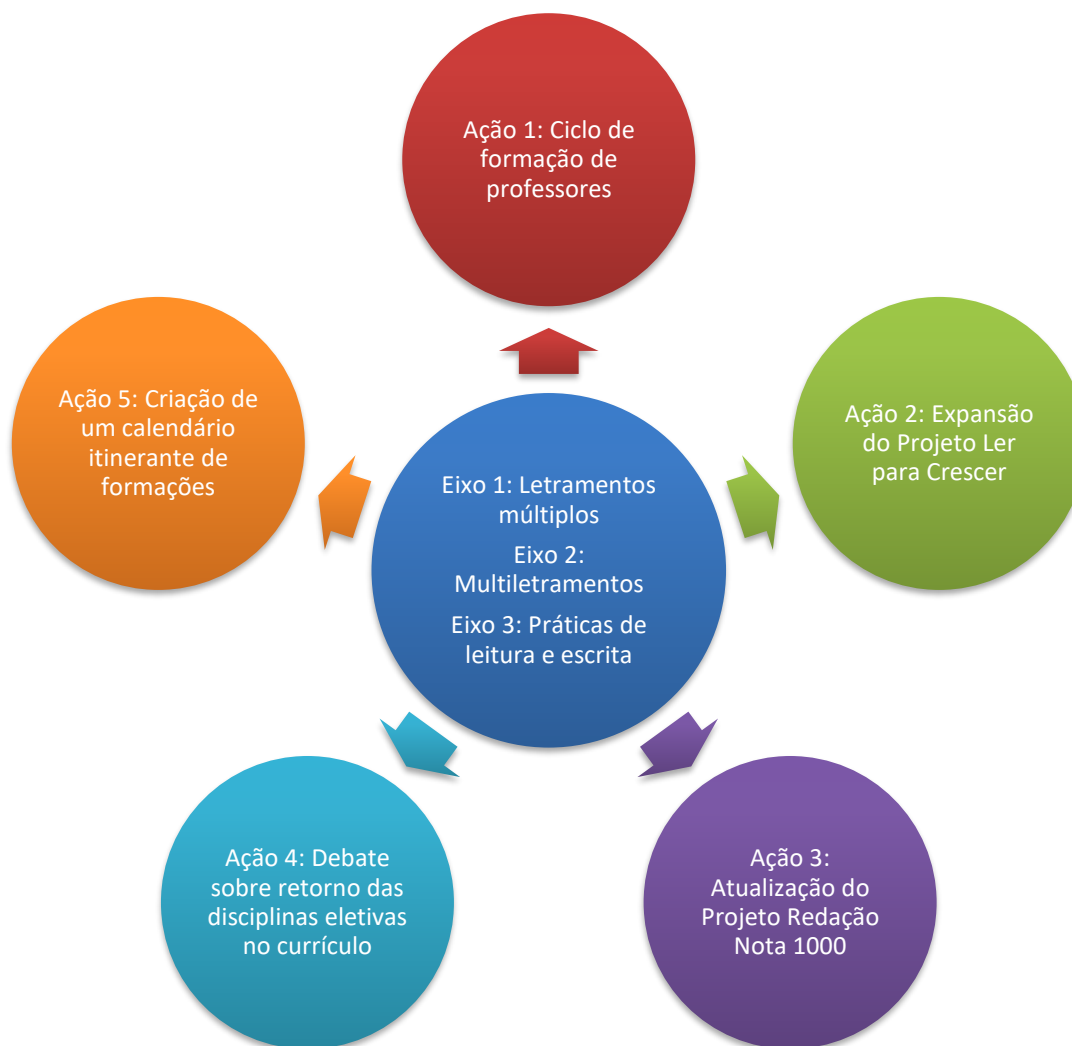 Ação 1: Ciclo de
formação de
professores
Ação 2: Expansão
do Projeto Ler
para Crescer
Ação 3:
Atualização do
Projeto Redação
Nota 1000
Ação 4: Debate
sobre retorno das
disciplinas eletivas
no currículo
Ação 5: Criação de
um calendário
itinerante de
formações
Eixo 1: Letramentos
múltiplos
Eixo 2:
Multiletramentos
Eixo 3: Práticas de
leitura e escrita